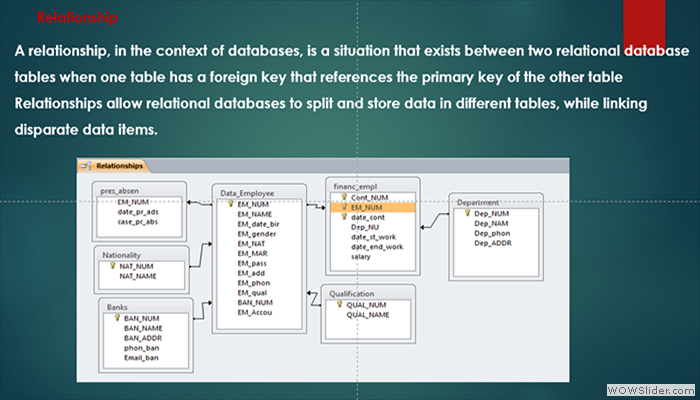 Relationship
A relationship, in the context of databases, is a situation that exists between two relational database
tables when one table has a foreign key that references the primary key of the other table
Relationships allow relational databases to split and store data in different tables, while linking
disparate data items.
Relationships
pres_absen
EM_NUM
date_pr_ads
case_pr_abs
Nationality
NAT_NUM
NAT_NAME
Banks
BAN_NUM
BAN_NAME
BAN_ADDR
phon_ban
Email_ban
Data_Employee
EM_NUM
EM_NAME
EM_date_bir
EM_gender
EM_NAT
EM_MAR
EM_pass
EM_add
EM_phon
EM_qual
BAN_NUM
EM_Accou
financ_empl
Cont_NUM
EM_NUM
date_cont
Dep_NU
date_st_work
date_end_work
salary
Qualification
QUAL_NUM
QUAL_NAME
Department
Dep_NUM
Dep_NAM
Dep_phon
Dep_ADDR
WOWSlider.com